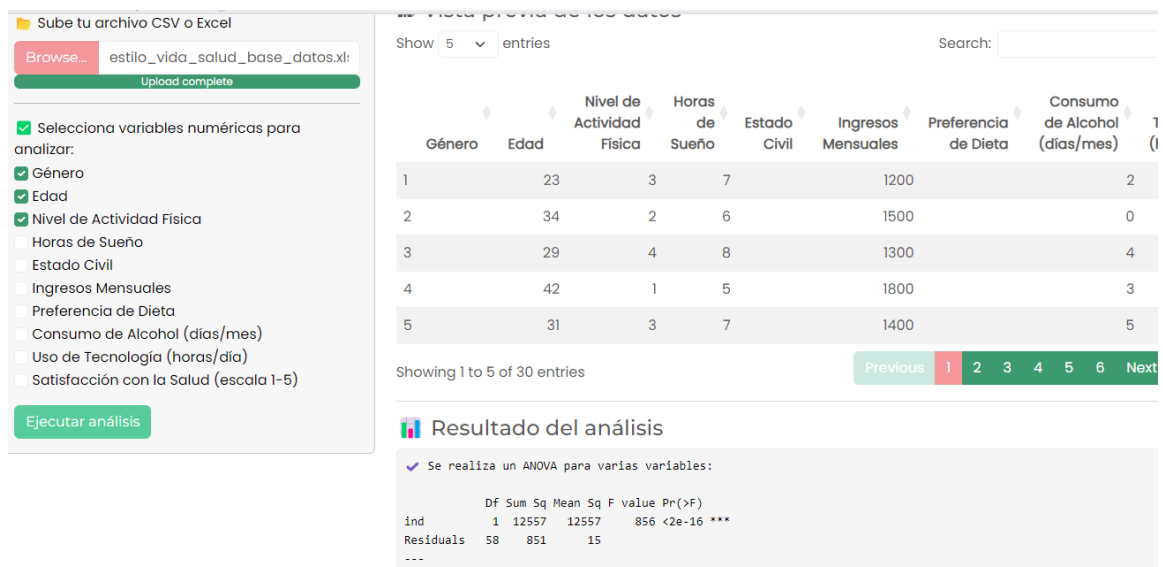 Sube tu archivo CSV o Excel
Browse... estilo_vida_salud_base_datos.xl
Upload complete
Selecciona variables numéricas para
analizar:
Género
Edad
Nivel de Actividad Física
Horas de Sueño
Estado Civil
Ingresos Mensuales
Preferencia de Dieta
Consumo de Alcohol (días/mes)
Uso de Tecnología (horas/día)
Satisfacción con la Salud (escala 1-5)
Ejecutar análisis
Vista previa de los datos
Show 5 entries Search:
Género Edad Nivel de Actividad Física Horas de Sueño Estado Civil Ingresos Mensuales Preferencia de Dieta Consumo de Alcohol (días/mes)
1 23 3 7 1200 2
2 34 2 6 1500 0
3 29 4 8 1300 4
4 42 1 5 1800 3
5 31 3 7 1400 5
Showing 1 to 5 of 30 entries Previous 1 2 3 4 5 6 Next
Resultado del análisis
Se realiza un ANOVA para varias variables:
Df Sum Sq Mean Sq F value Pr(>F)
ind 1 12557 12557 856 <2e-16 ***
Residuals 58 851 15
---